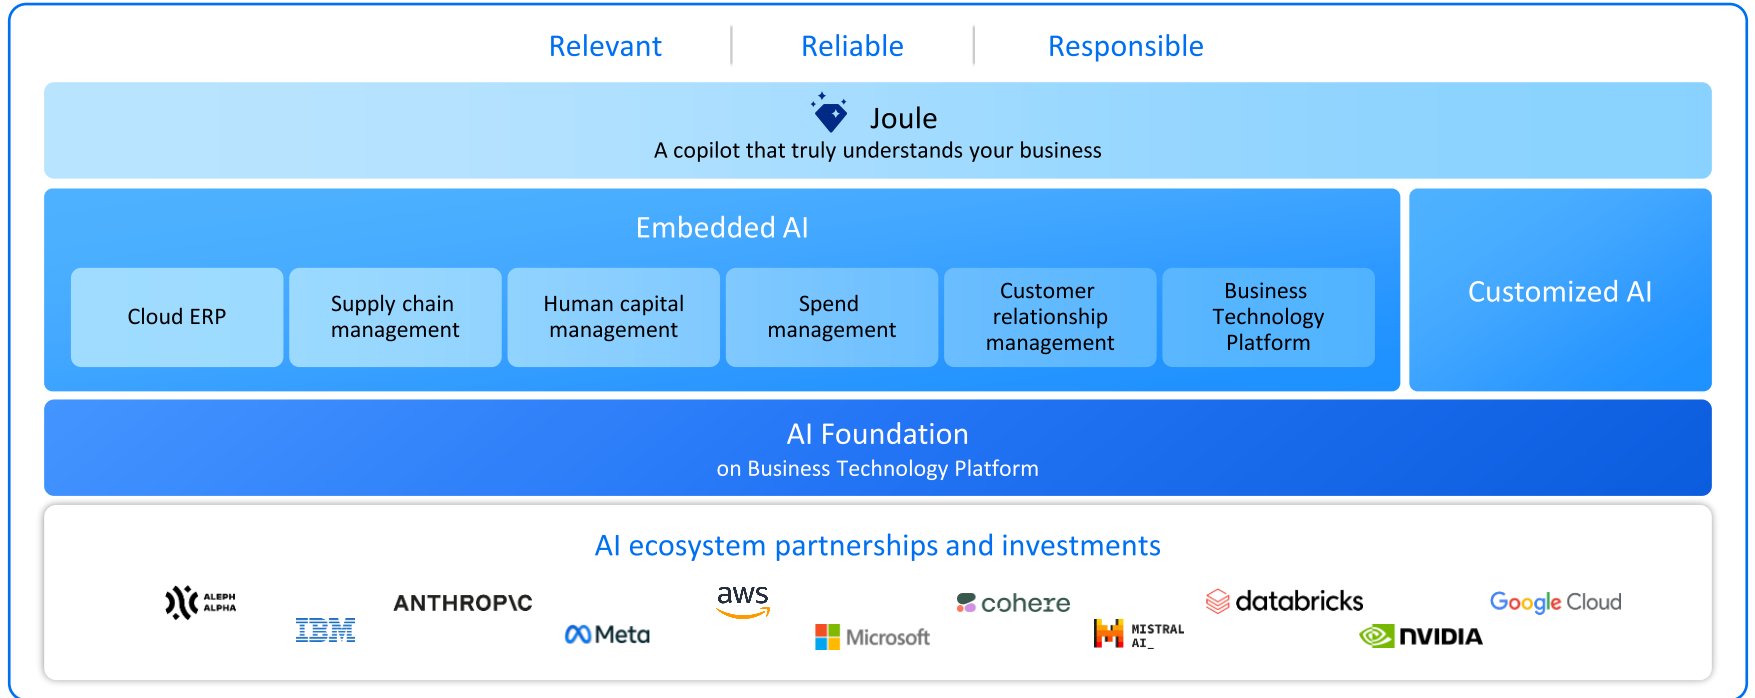 Relevant
Reliable
Responsible
Joule
A copilot that truly understands your business
Embedded AI
Cloud ERP
Supply chain
management
Human capital
management
Spend
management
Customer
relationship
management
Business
Technology
Platform
Customized AI
AI Foundation
on Business Technology Platform
AI ecosystem partnerships and investments
ALEPH
ALPHA
IBM
ANTHROP\C
Meta
aws
Microsoft
cohere
MISTRAL
AI_
databricks
NVIDIA
Google Cloud